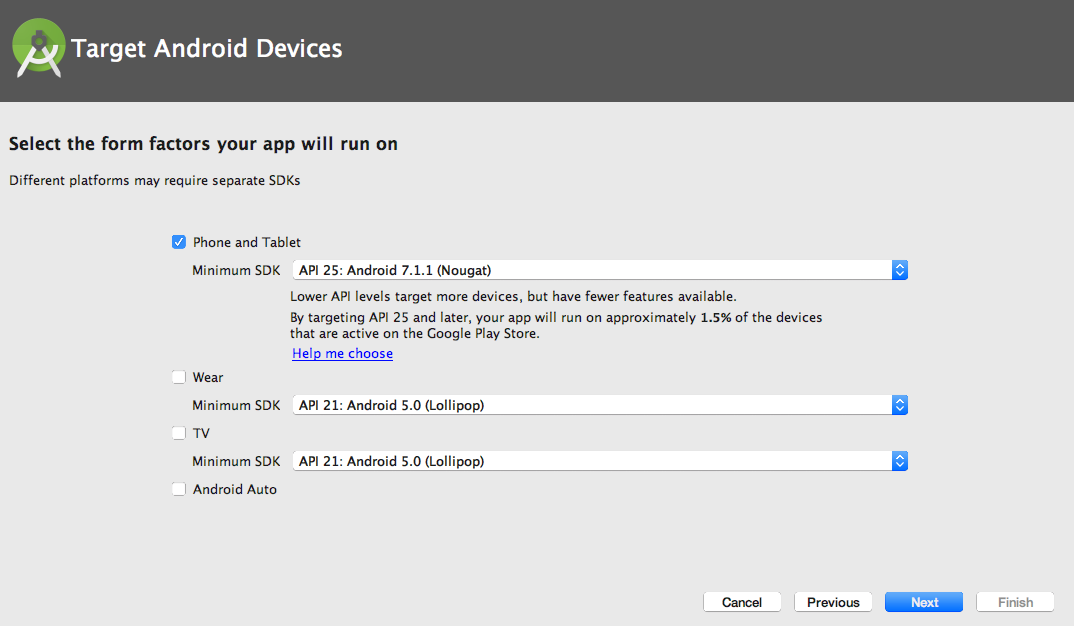 Target Android Devices
Select the form factors your app will run on
Different platforms may require separate SDKs
Phone and Tablet
Minimum SDK API 25: Android 7.1.1 (Nougat)
Lower API levels target more devices, but have fewer features available.
By targeting API 25 and later, your app will run on approximately 1.5% of the devices
that are active on the Google Play Store.
Help me choose
Wear
Minimum SDK API 21: Android 5.0 (Lollipop)
TV
Minimum SDK API 21: Android 5.0 (Lollipop)
Android Auto
Cancel Previous Next Finish